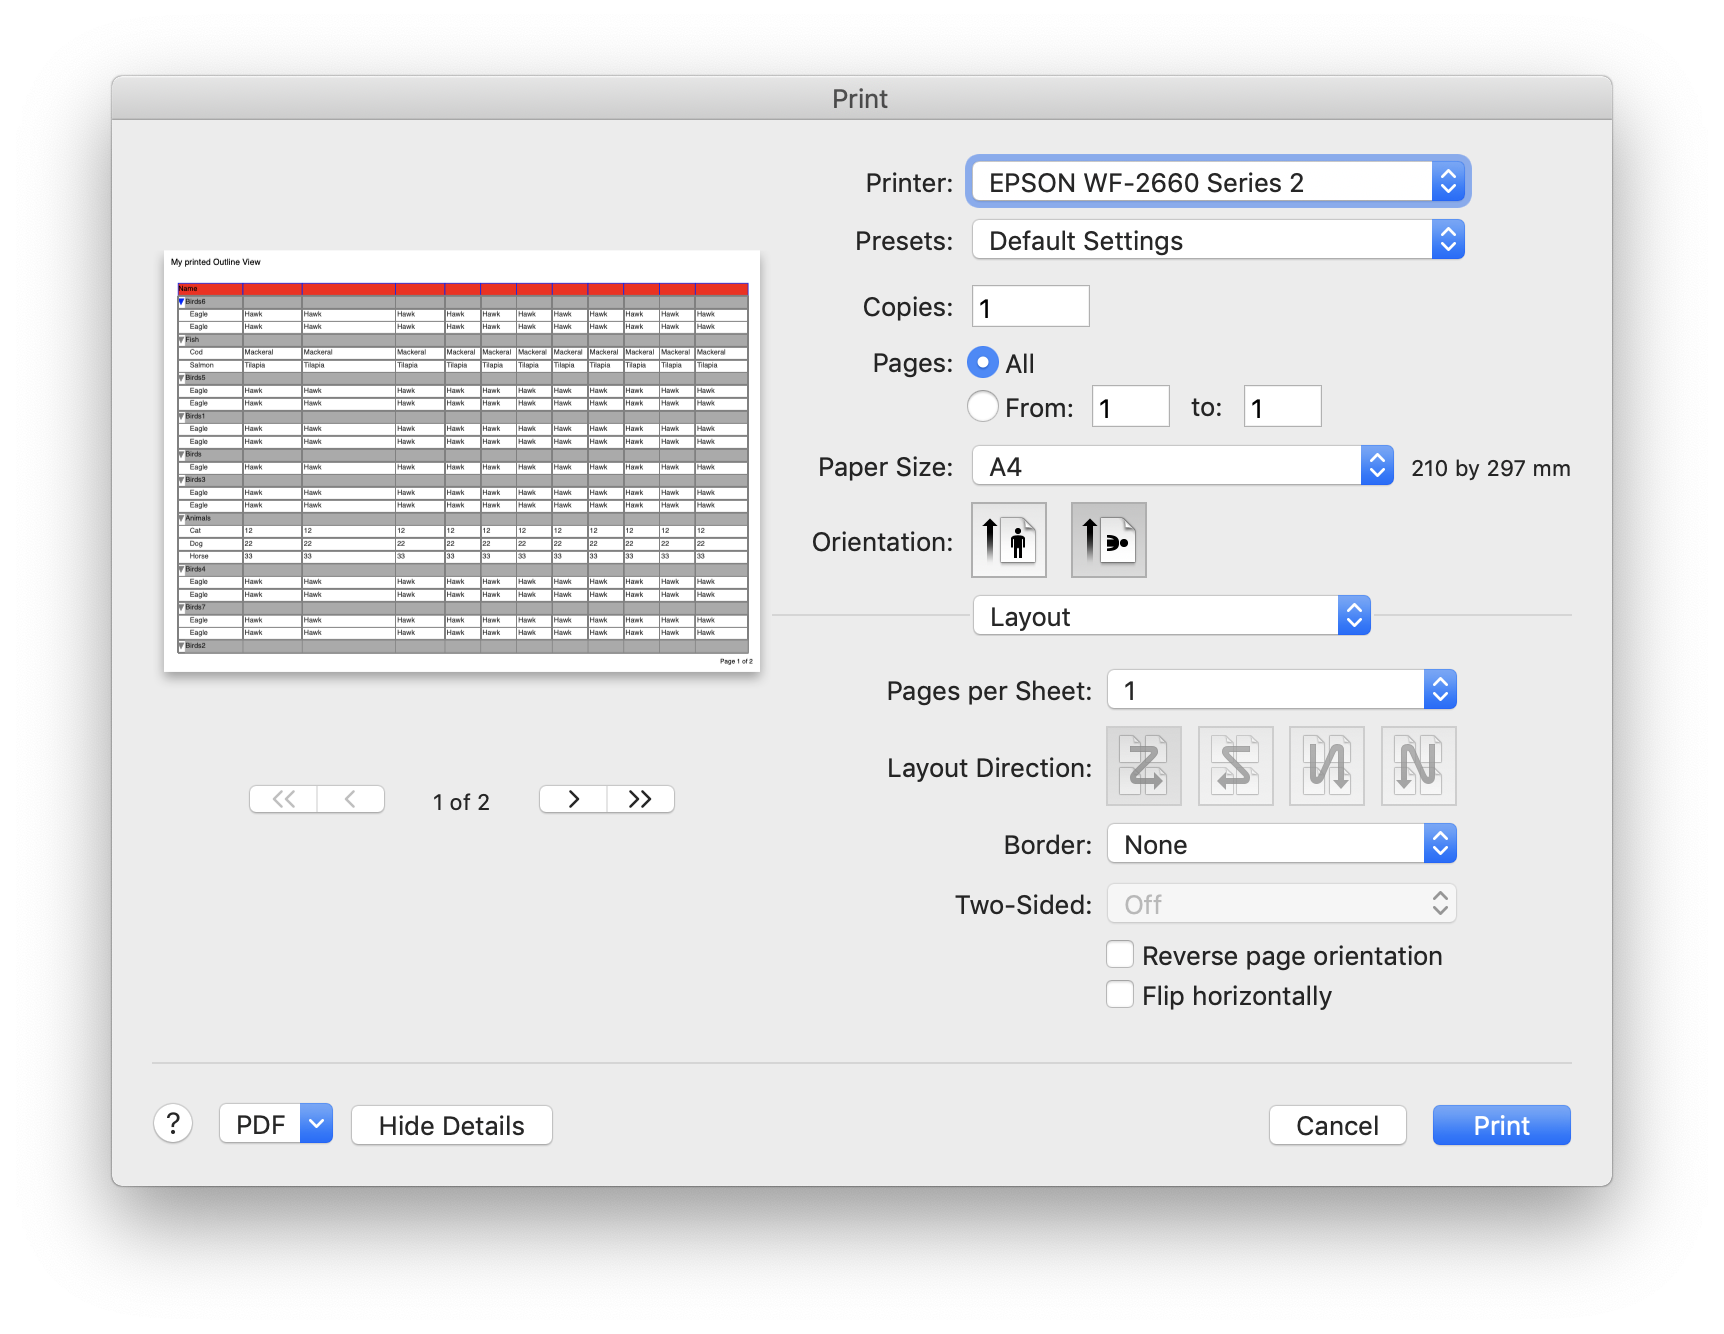 Print
Printer: EPSON WF-2660 Series 2
Presets: Default Settings
Copies: 1
Pages: All
From: 1 to: 1
Paper Size: A4 210 by 297 mm
Orientation:
Layout
Pages per Sheet: 1
Layout Direction:
Border: None
Two-Sided: Off
Reverse page orientation
Flip horizontally
My printed Outline View
Name
Birds6
Eagle Hawk Hawk Hawk Hawk Hawk Hawk Hawk Hawk Hawk Hawk Hawk
Eagle Hawk Hawk Hawk Hawk Hawk Hawk Hawk Hawk Hawk Hawk Hawk
Fish
Cod Mackeral Mackeral Mackeral Mackeral Mackeral Mackeral Mackeral Mackeral Mackeral Mackeral Mackeral
Salmon Tilapia Tilapia Tilapia Tilapia Tilapia Tilapia Tilapia Tilapia Tilapia Tilapia Tilapia
Birds5
Eagle Hawk Hawk Hawk Hawk Hawk Hawk Hawk Hawk Hawk Hawk Hawk
Eagle Hawk Hawk Hawk Hawk Hawk Hawk Hawk Hawk Hawk Hawk Hawk
Birds1
Eagle Hawk Hawk Hawk Hawk Hawk Hawk Hawk Hawk Hawk Hawk Hawk
Eagle Hawk Hawk Hawk Hawk Hawk Hawk Hawk Hawk Hawk Hawk Hawk
Birds
Eagle Hawk Hawk Hawk Hawk Hawk Hawk Hawk Hawk Hawk Hawk Hawk
Birds3
Eagle Hawk Hawk Hawk Hawk Hawk Hawk Hawk Hawk Hawk Hawk Hawk
Eagle Hawk Hawk Hawk Hawk Hawk Hawk Hawk Hawk Hawk Hawk Hawk
Animals
Cat 12 12 12 12 12 12 12 12 12 12 12
Dog 22 22 22 22 22 22 22 22 22 22 22
Horse 33 33 33 33 33 33 33 33 33 33 33
Birds4
Eagle Hawk Hawk Hawk Hawk Hawk Hawk Hawk Hawk Hawk Hawk Hawk
Eagle Hawk Hawk Hawk Hawk Hawk Hawk Hawk Hawk Hawk Hawk Hawk
Birds7
Eagle Hawk Hawk Hawk Hawk Hawk Hawk Hawk Hawk Hawk Hawk Hawk
Eagle Hawk Hawk Hawk Hawk Hawk Hawk Hawk Hawk Hawk Hawk Hawk
Birds2
Page 1 of 2
1 of 2
? PDF Hide Details Cancel Print